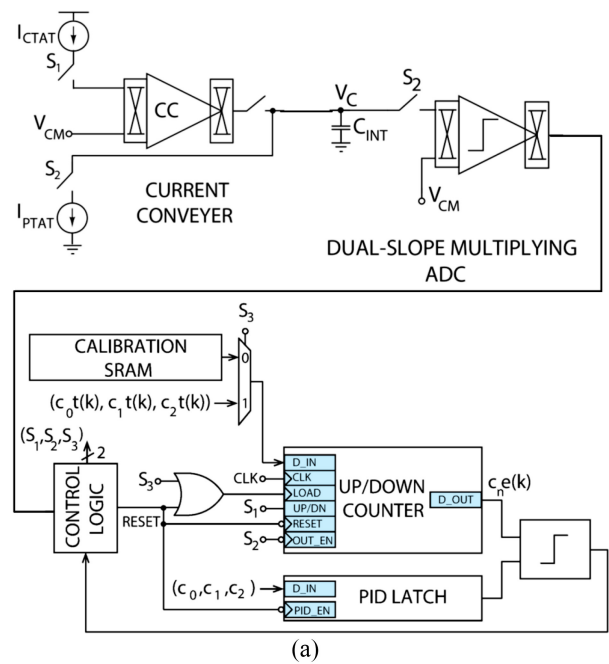 I_CTAT
S_1
CC
V_CM
S_2
I_PTAT
CURRENT
CONVEYER
V_C
C_INT
S_2
V_CM
DUAL-SLOPE MULTIPLYING
ADC
S_3
CALIBRATION
SRAM
0
(c_0t(k), c_1t(k), c_2t(k))
1
(S_1,S_2,S_3)
2
CONTROL
LOGIC
RESET
S_3
CLK
S_1
S_2
D_IN
CLK
LOAD
UP/DN
RESET
OUT_EN
UP/DOWN
COUNTER
D_OUT
c_ne(k)
(c_0,c_1,c_2)
D_IN
PID_EN
PID LATCH
(a)